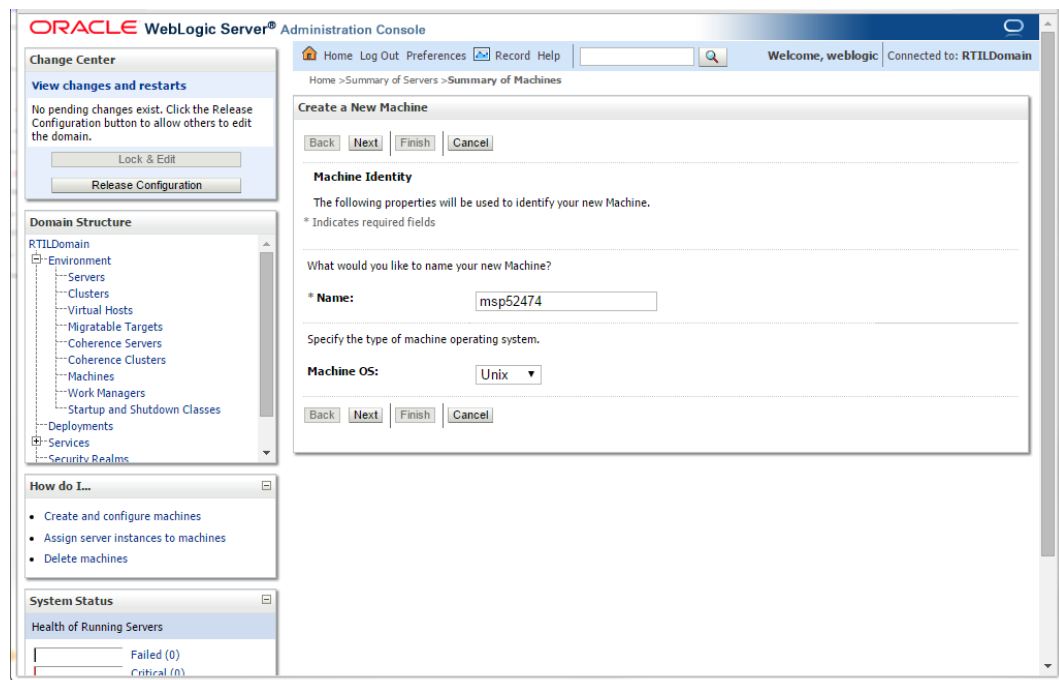 ORACLE WebLogic Server® Administration Console
Change Center
View changes and restarts
No pending changes exist. Click the Release
Configuration button to allow others to edit
the domain.
Lock & Edit
Release Configuration
Domain Structure
RTILDomain
Environment
Servers
Clusters
Virtual Hosts
Migratable Targets
Coherence Servers
Coherence Clusters
Machines
Work Managers
Startup and Shutdown Classes
Deployments
Services
Security Realms
How do I...
Create and configure machines
Assign server instances to machines
Delete machines
System Status
Health of Running Servers
Failed (0)
Critical (0)
Home Log Out Preferences Record Help
Welcome, weblogic Connected to: RTILDomain
Home >Summary of Servers >Summary of Machines
Create a New Machine
Back Next Finish Cancel
Machine Identity
The following properties will be used to identify your new Machine.
* Indicates required fields
What would you like to name your new Machine?
* Name: msp52474
Specify the type of machine operating system.
Machine OS: Unix
Back Next Finish Cancel